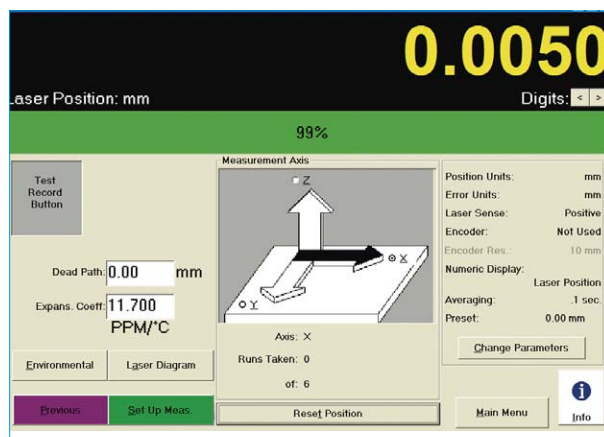 0.0050
Laser Position: mm
Digits: < >
99%
Test
Record
Button
Dead Path: 0.00 mm
Expans. Coeff: 11.700
PPM/°C
Environmental
Laser Diagram
Previous
Set Up Meas.
Measurement Axis
Z
X
Y
Axis: X
Runs Taken: 0
of: 6
Reset Position
Position Units: mm
Error Units: mm
Laser Sense: Positive
Encoder: Not Used
Encoder Res.: 10 mm
Numeric Display:
Laser Position
Averaging: .1 sec.
Preset: 0.00 mm
Change Parameters
Main Menu
i
Info